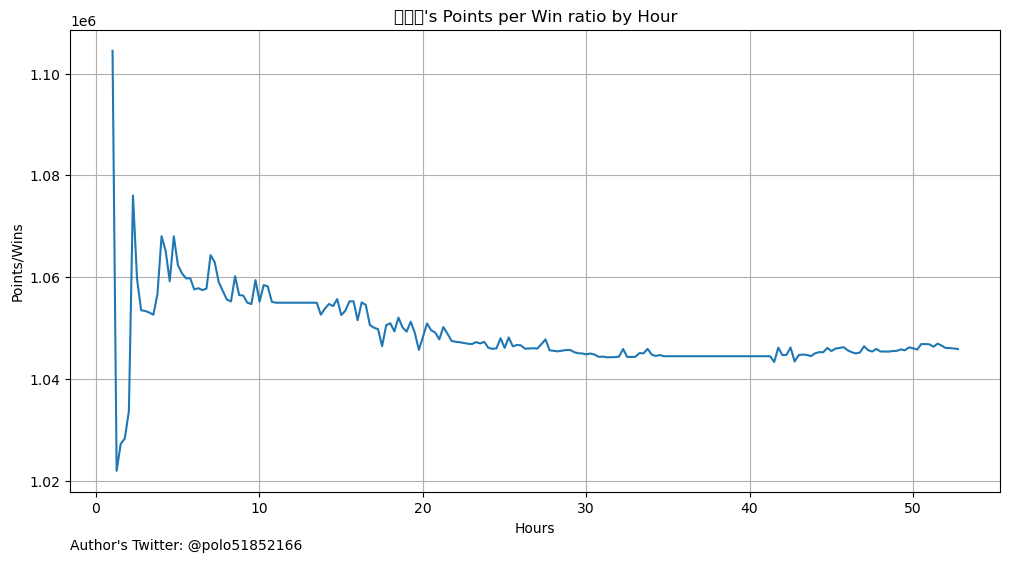 's Points per Win ratio by Hour
1e6
1.10
1.08
1.06
1.04
1.02
Points/Wins
0
10
20
30
40
50
Hours
Author's Twitter: @polo51852166